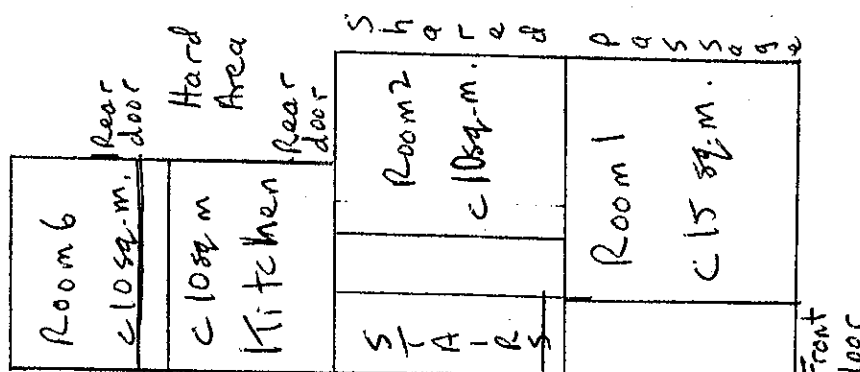 Room 6
c 10 sq. m.
Rear
door
Hard
Area
c 10 sq m
Kitchen
Rear
door
Shared
Passage
Room 2
c 10 sq. m.
STAIRS
Room 1
c 15 sq. m.
Front
door